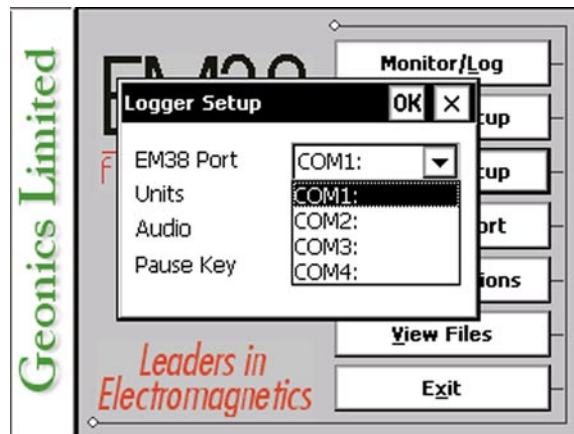 Geonics Limited
Monitor/Log
Logger Setup
OK
EM38 Port
COM1:
Units
Audio
Pause Key
COM1:
COM2:
COM3:
COM4:
View Files
Exit
Leaders in
Electromagnetics